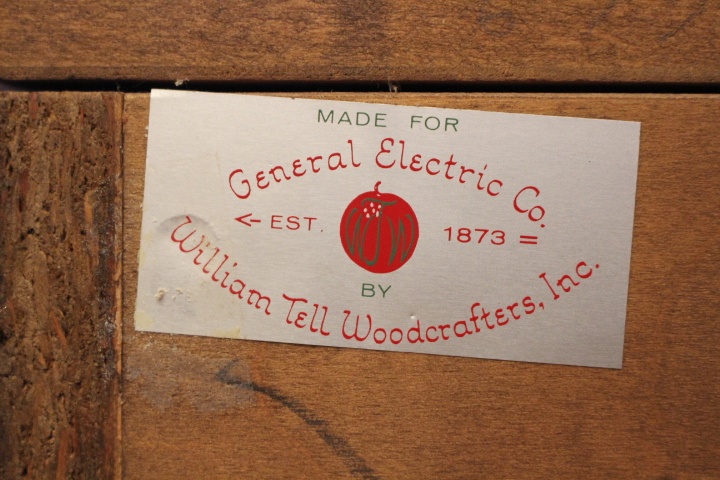 MADE FOR
General Electric Co.
EST. 1873
BY
William Tell Woodcrafters, Inc.